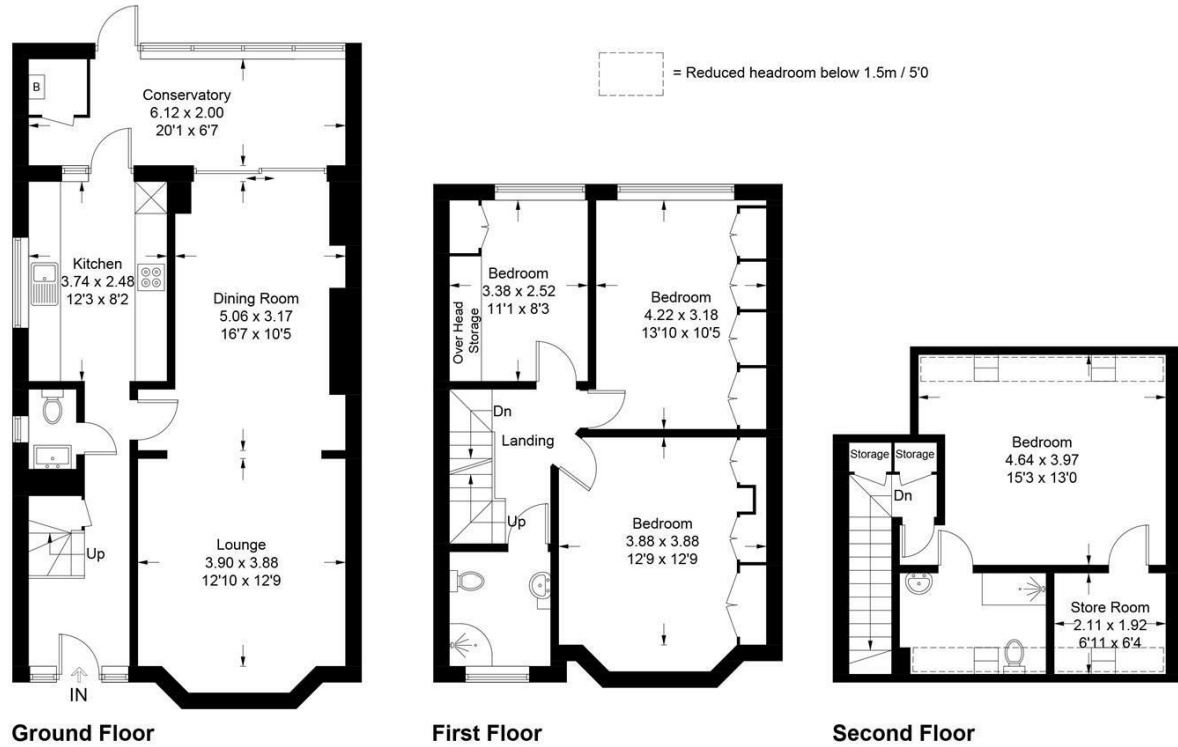 = Reduced headroom below 1.5m / 5'0
B
Conservatory
6.12 x 2.00
20'1 x 6'7
Kitchen
3.74 x 2.48
12'3 x 8'2
Dining Room
5.06 x 3.17
16'7 x 10'5
Up
Lounge
3.90 x 3.88
12'10 x 12'9
IN
Ground Floor
Bedroom
3.38 x 2.52
11'1 x 8'3
Over Head
Storage
Bedroom
4.22 x 3.18
13'10 x 10'5
Dn
Landing
Up
Bedroom
3.88 x 3.88
12'9 x 12'9
First Floor
Bedroom
4.64 x 3.97
15'3 x 13'0
Storage
Storage
Dn
Store Room
2.11 x 1.92
6'11 x 6'4
Second Floor